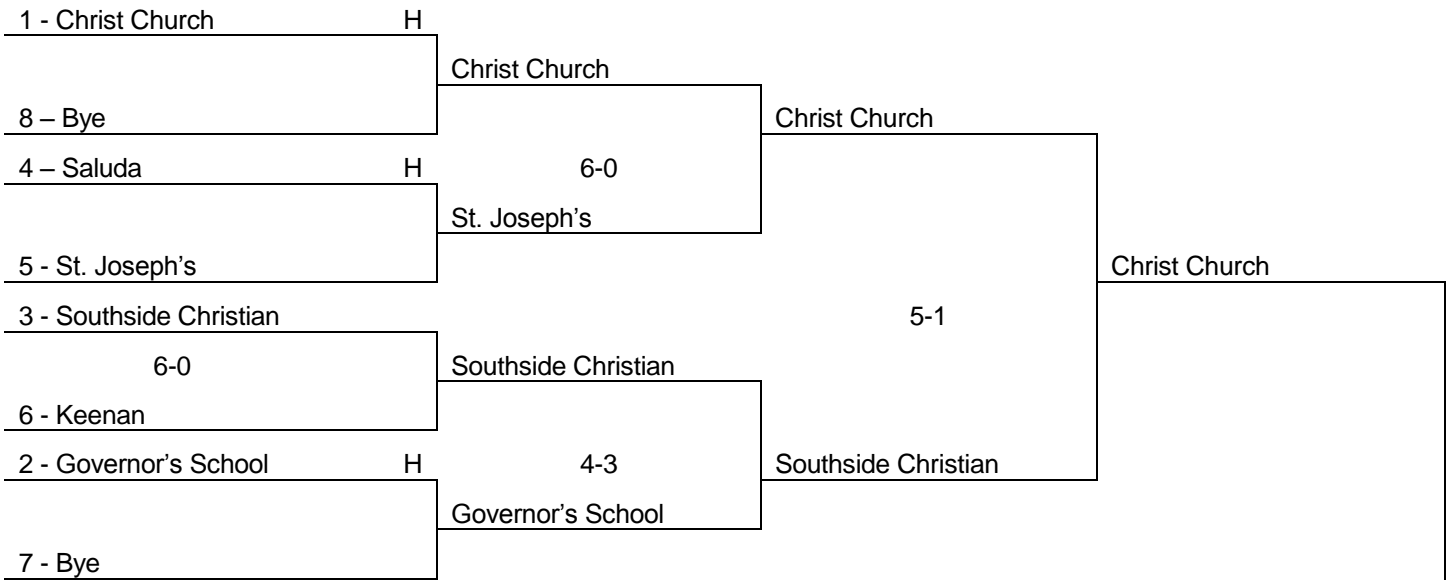 1 - Christ Church H
Christ Church
8 – Bye
Christ Church
4 – Saluda H
6-0
St. Joseph’s
5 - St. Joseph’s
Christ Church
3 - Southside Christian
5-1
6-0
Southside Christian
6 - Keenan
2 - Governor’s School H
4-3
Southside Christian
Governor’s School
7 - Bye